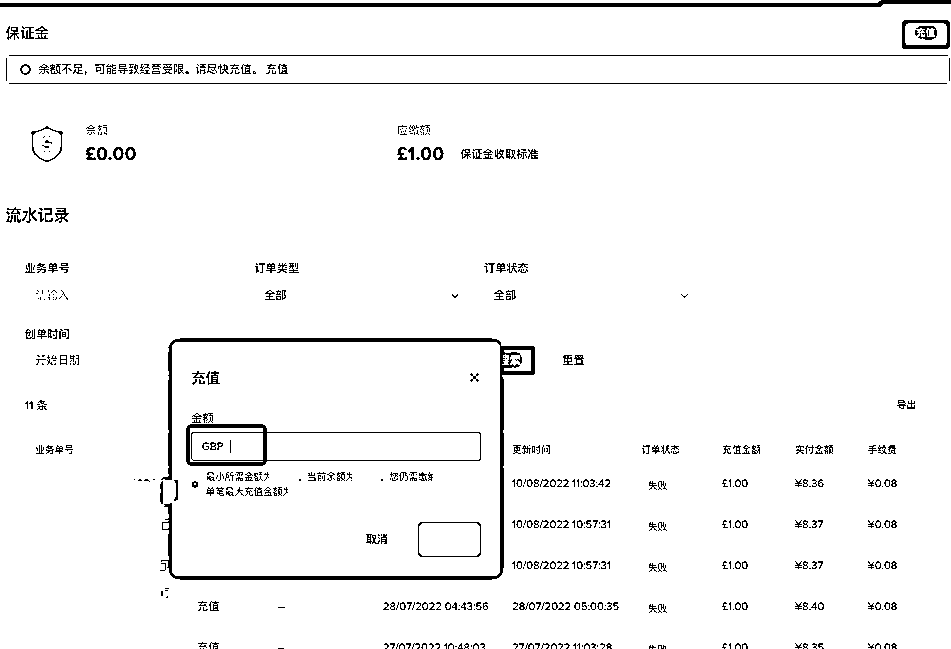 保证金
充值
余额不足，可能导致经营受限。请尽快充值。 充值
余额
应缴额
£0.00
£1.00 保证金收取标准
流水记录
业务单号 订单类型 订单状态
请输入 全部 全部
创单时间
开始日期 重置
11 条 导出
充值
金额
GBP
最小所需金额为 . 当前余额为 . 您仍需缴纳
单笔最大充值金额为
取消
业务单号 更新时间 订单状态 充值金额 实付金额 手续费
10/08/2022 11:03:42 失败 £1.00 ¥8.36 ¥0.08
10/08/2022 10:57:31 失败 £1.00 ¥8.37 ¥0.08
10/08/2022 10:57:31 失败 £1.00 ¥8.37 ¥0.08
充值 — 28/07/2022 04:43:56 28/07/2022 05:00:35 失败 £1.00 ¥8.40 ¥0.08
充值 — 27/07/2022 10:48:03 27/07/2022 11:03:28 失败 £1.00 ¥8.35 ¥0.08